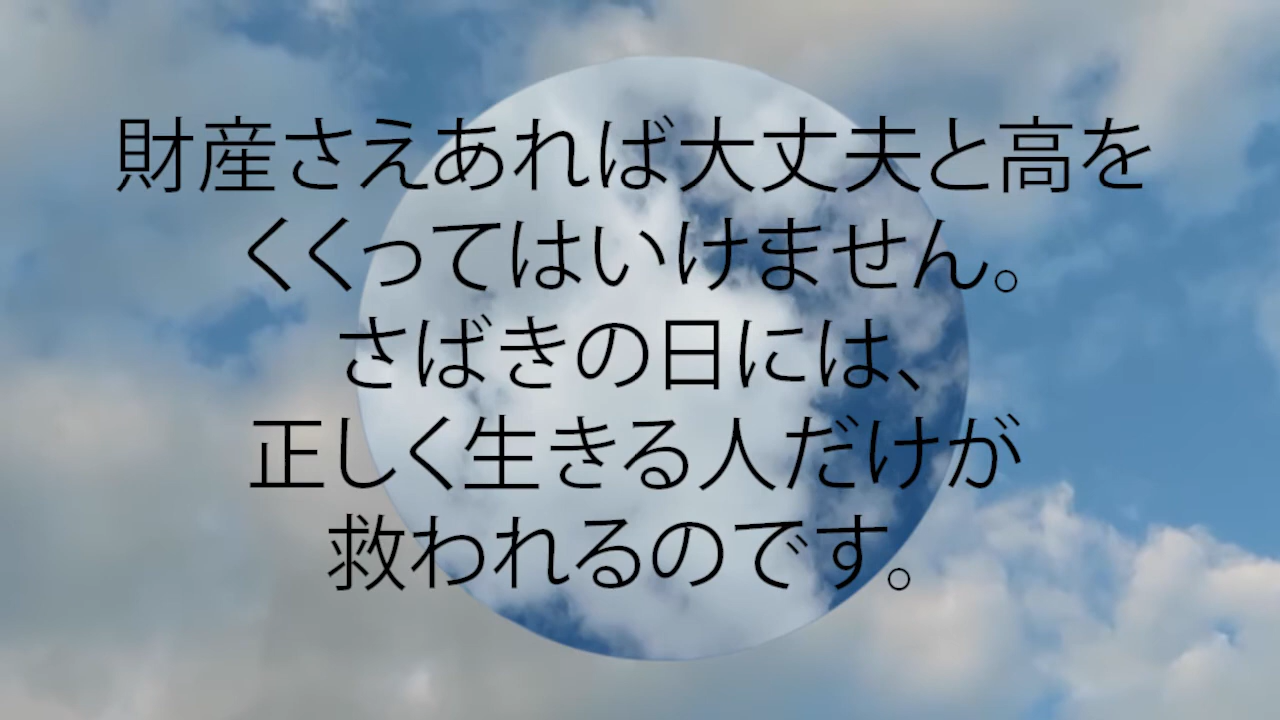 財産さえあれば大丈夫と高を
くくってはいけません。
さばきの日には、
正しく生きる人だけが
救われるのです。